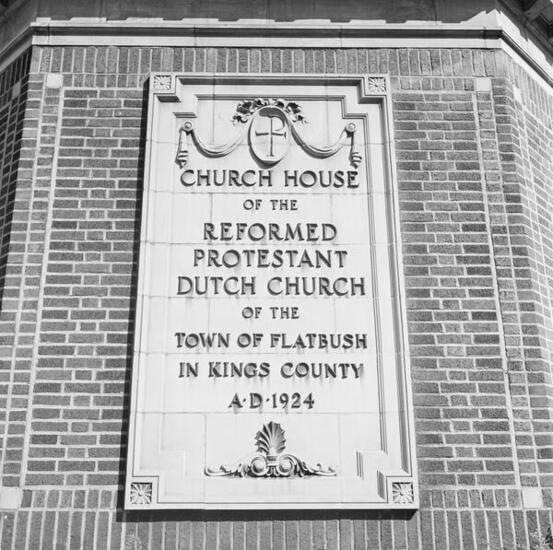 CHURCH HOUSE
OF THE
REFORMED
PROTESTANT
DUTCH CHURCH
OF THE
TOWN OF FLATBUSH
IN KINGS COUNTY
A·D·1924